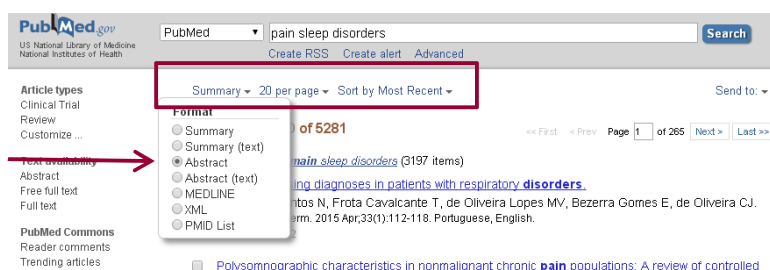 PubMed.gov
US National Library of Medicine
National Institutes of Health
PubMed
pain sleep disorders
Search
Create RSS Create alert Advanced
Article types
Clinical Trial
Review
Customize ...
Text availability
Abstract
Free full text
Full text
PubMed Commons
Reader comments
Trending articles
Summary 20 per page Sort by Most Recent
Send to:
Format
Summary
Summary (text)
Abstract
Abstract (text)
MEDLINE
XML
PMID List
of 5281
<< First < Prev Page 1 of 265 Next > Last >>
main sleep disorders (3197 items)
ing diagnoses in patients with respiratory disorders.
ntos N, Frota Cavalcante T, de Oliveira Lopes MV, Bezerra Gomes E, de Oliveira CJ.
erm. 2015 Apr;33(1):112-118. Portuguese, English.
Polysomnographic characteristics in nonmalignant chronic pain populations: A review of controlled